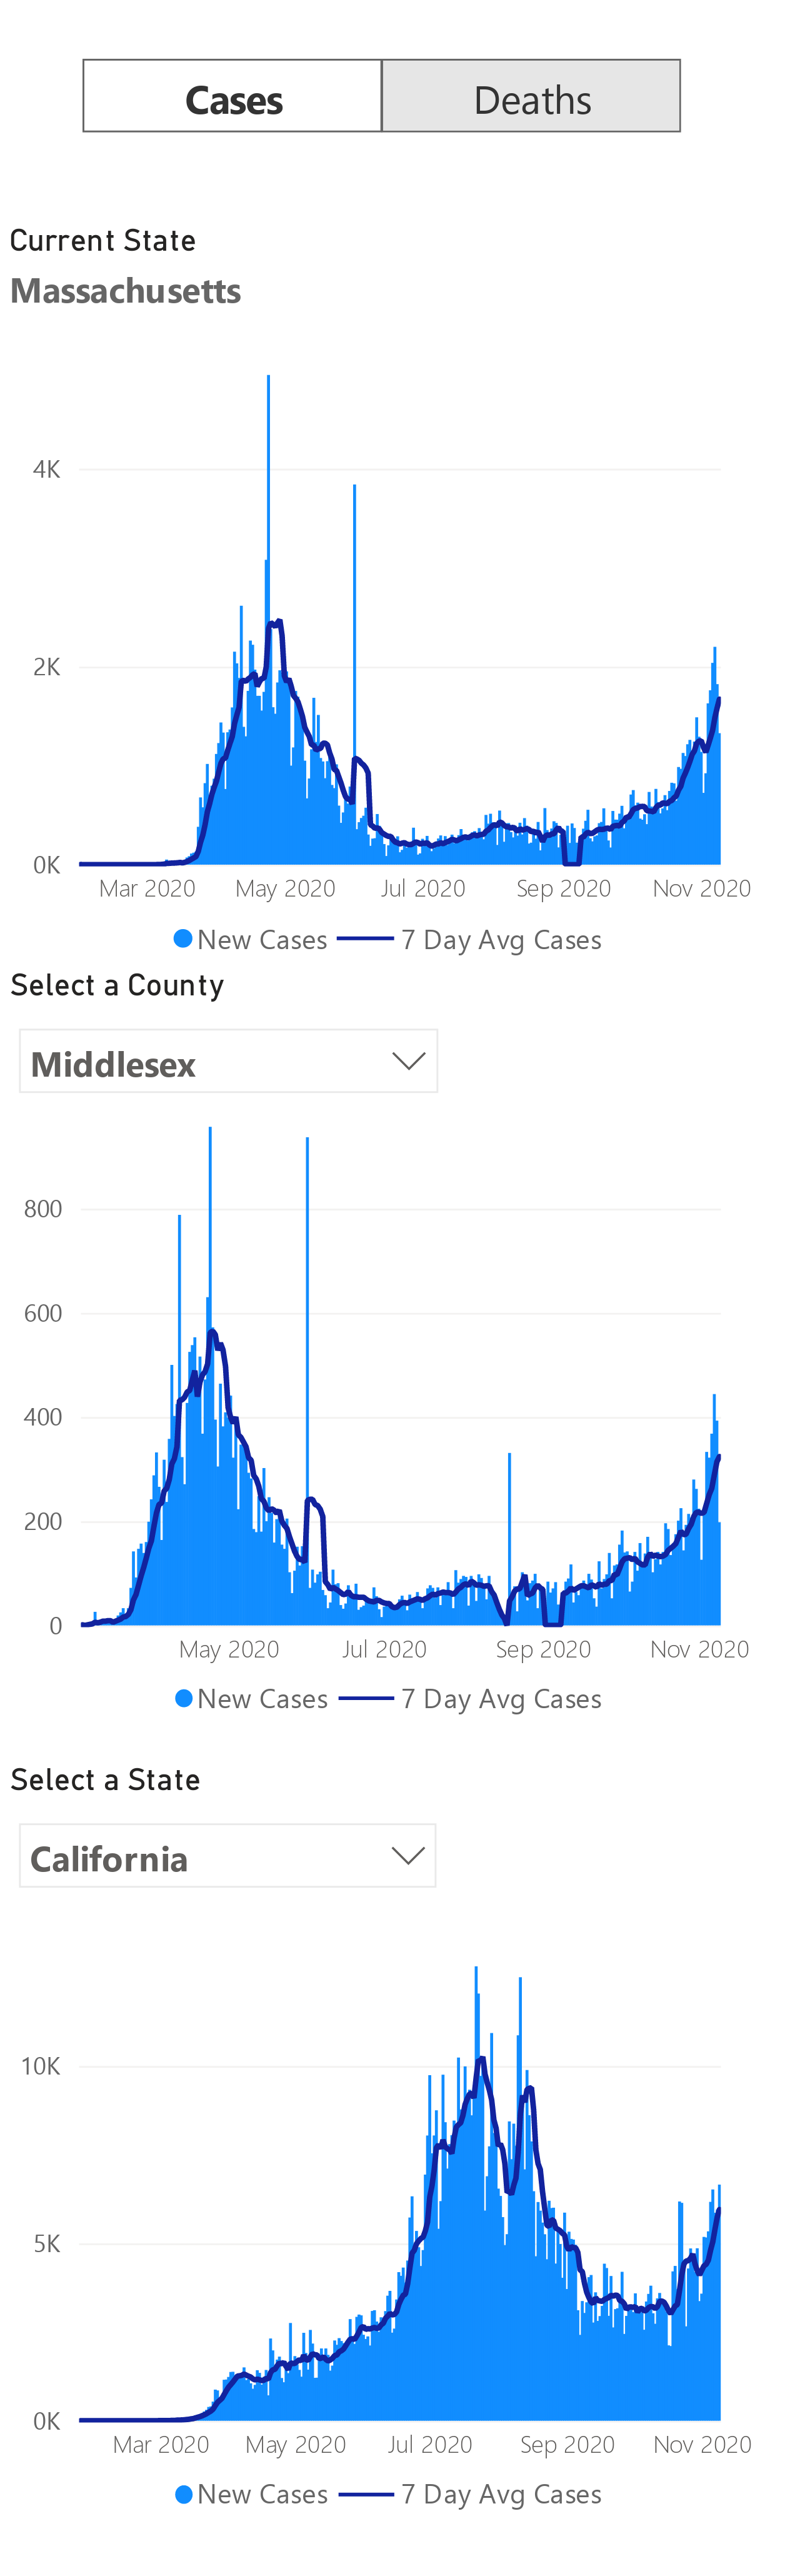 Cases Deaths
Current State
Massachusetts
4K
2K
0K
Mar 2020 May 2020 Jul 2020 Sep 2020 Nov 2020
New Cases 7 Day Avg Cases
Select a County
Middlesex
800
600
400
200
0
May 2020 Jul 2020 Sep 2020 Nov 2020
New Cases 7 Day Avg Cases
Select a State
California
10K
5K
0K
Mar 2020 May 2020 Jul 2020 Sep 2020 Nov 2020
New Cases 7 Day Avg Cases